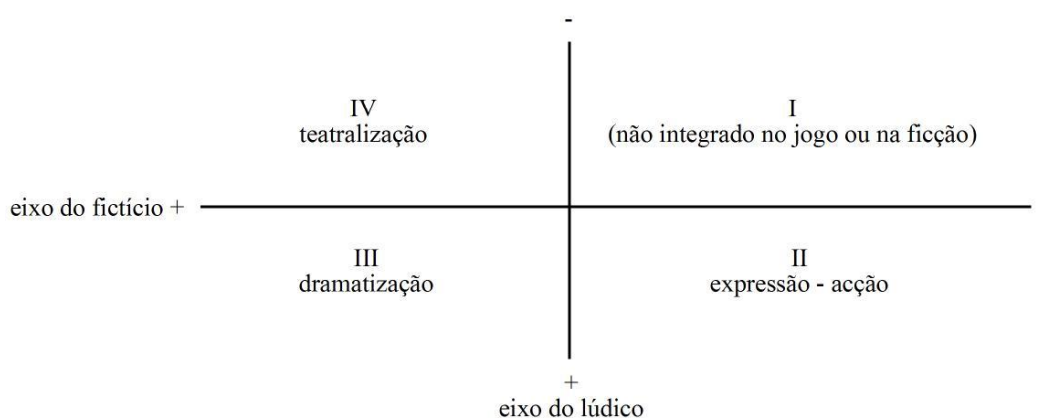 -
IV
teatralização
I
(não integrado no jogo ou na ficção)
eixo do fictício +
III
dramatização
II
expressão - acção
+
eixo do lúdico